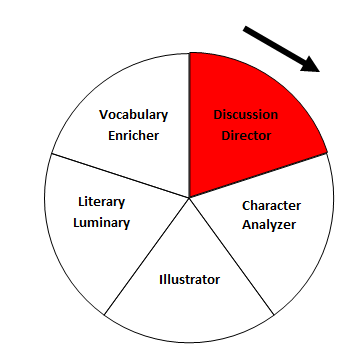 Vocabulary
Enricher
Discussion
Director
Literary
Luminary
Character
Analyzer
Illustrator